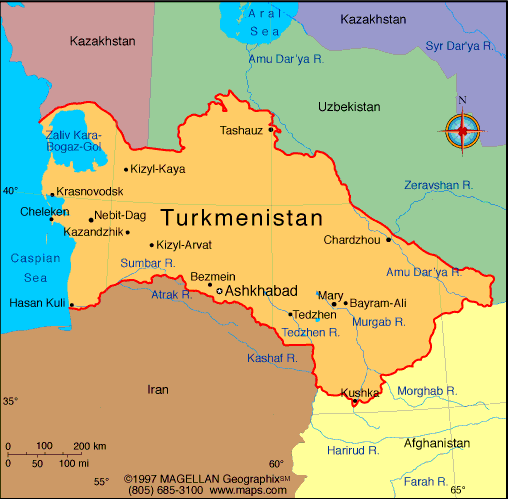 Aral
Sea
Kazakhstan
Kazakhstan
Syr Dar'ya R.
Amu Dar'ya R.
Uzbekistan
N
Tashauz
Zaliv Kara-
Bogaz-Gol
Kizyl-Kaya
40°
Krasnovodsk
Zeravshan R.
Cheleken
Nebit-Dag
Turkmenistan
Kazandzhik
Kizyl-Arvat
Chardzhou
Caspian
Sea
Sumbar R.
Amu Dar'ya R.
Bezmein
Ashkhabad
Atrak R.
Hasan Kuli
Mary
Bayram-Ali
Tedzhen
Murgab R.
Tedzhen R.
Kashaf R.
Iran
Kushka
Morghab R.
35°
Harirud R.
Afghanistan
0 100 200 km
0 50 100 mi
60°
Farah R.
55°
©1997 MAGELLAN Geographix℠
(805) 685-3100 www.maps.com
65°